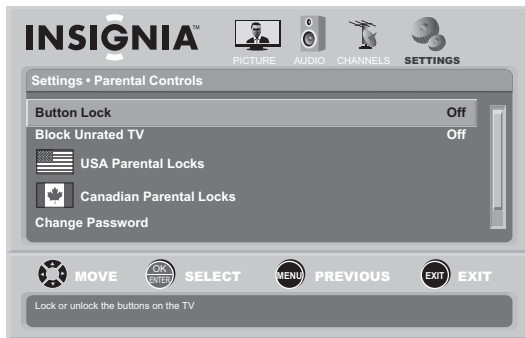 INSIGNIA™
PICTURE AUDIO CHANNELS SETTINGS
Settings • Parental Controls
Button Lock Off
Block Unrated TV Off
USA Parental Locks
Canadian Parental Locks
Change Password
MOVE OK ENTER SELECT MENU PREVIOUS EXIT EXIT
Lock or unlock the buttons on the TV